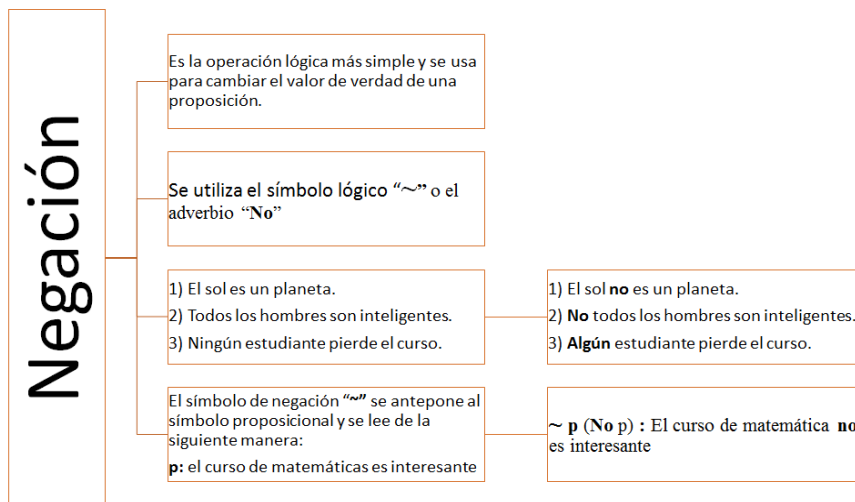 Negación
Es la operación lógica más simple y se usa
para cambiar el valor de verdad de una
proposición.
Se utiliza el símbolo lógico “~” o el
adverbio “No”
1) El sol es un planeta.
2) Todos los hombres son inteligentes.
3) Ningún estudiante pierde el curso.
1) El sol no es un planeta.
2) No todos los hombres son inteligentes.
3) Algún estudiante pierde el curso.
El símbolo de negación “~” se antepone al
símbolo proposicional y se lee de la
siguiente manera:
p: el curso de matemáticas es interesante
~ p (No p) : El curso de matemática no
es interesante